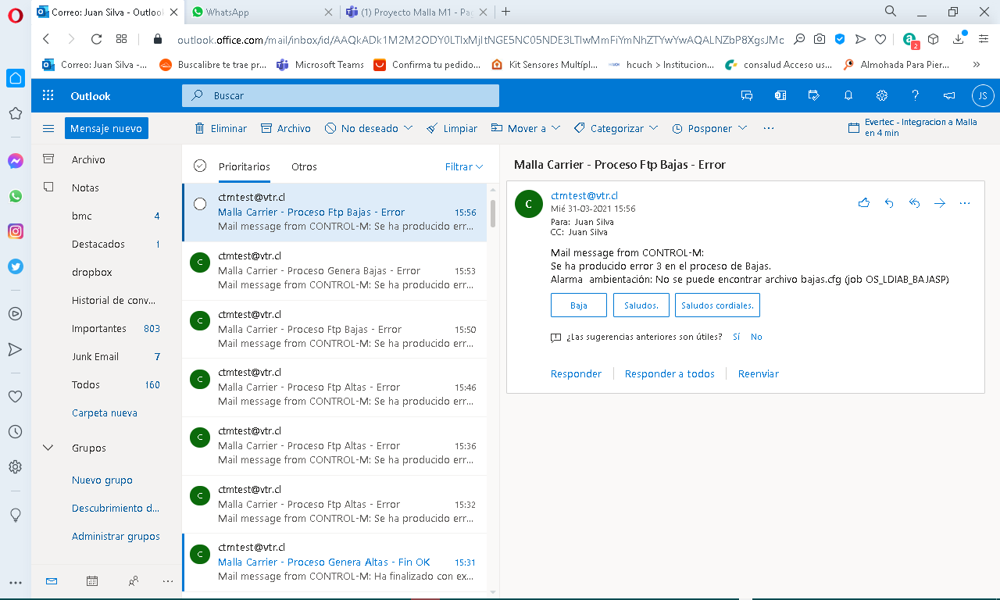 Correo: Juan Silva - Outlook
WhatsApp
(1) Proyecto Malla M1 - Pa
outlook.office.com/mail/inbox/id/AAQkADk1M2M2ODY0LTIxMjItNGE5NC05NDE3LTIwMmFiYmNhZTYwYwAQALNZbP8XgsJMc
2
Correo: Juan Silva -...
Buscalibre te trae pr...
Microsoft Teams
Confirma tu pedido...
Kit Sensores Multípl...
hcuch > Institucion...
consalud Acceso us...
Almohada Para Pier...
Outlook
Buscar
JS
Mensaje nuevo
Eliminar
Archivo
No deseado
Limpiar
Mover a
Categorizar
Posponer
Evertec - Integracion a Malla
en 4 min
Archivo
Notas
bmc 4
Destacados 1
dropbox
Historial de conv...
Importantes 803
Junk Email 7
Todos 160
Carpeta nueva
Grupos
Nuevo grupo
Descubrimiento d...
Administrar grupos
Prioritarios
Otros
Filtrar
ctmtest@vtr.cl
Malla Carrier - Proceso Ftp Bajas - Error 15:56
Mail message from CONTROL-M: Se ha producido err...
C
ctmtest@vtr.cl
Malla Carrier - Proceso Genera Bajas - Error 15:53
Mail message from CONTROL-M: Se ha producido err...
C
ctmtest@vtr.cl
Malla Carrier - Proceso Ftp Bajas - Error 15:50
Mail message from CONTROL-M: Se ha producido err...
C
ctmtest@vtr.cl
Malla Carrier - Proceso Ftp Altas - Error 15:46
Mail message from CONTROL-M: Se ha producido err...
C
ctmtest@vtr.cl
Malla Carrier - Proceso Ftp Altas - Error 15:36
Mail message from CONTROL-M: Se ha producido err...
C
ctmtest@vtr.cl
Malla Carrier - Proceso Ftp Altas - Error 15:32
Mail message from CONTROL-M: Se ha producido err...
C
ctmtest@vtr.cl
Malla Carrier - Proceso Genera Altas - Fin OK 15:31
Mail message from CONTROL-M: Ha finalizado con ex...
Malla Carrier - Proceso Ftp Bajas - Error
C
ctmtest@vtr.cl
Mié 31-03-2021 15:56
Para: Juan Silva
CC: Juan Silva
Mail message from CONTROL-M:
Se ha producido error 3 en el proceso de Bajas.
Alarma ambientación: No se puede encontrar archivo bajas.cfg (job OS_LDIAB_BAJASP)
Baja
Saludos.
Saludos cordiales.
¿Las sugerencias anteriores son útiles? Sí No
Responder
Responder a todos
Reenviar